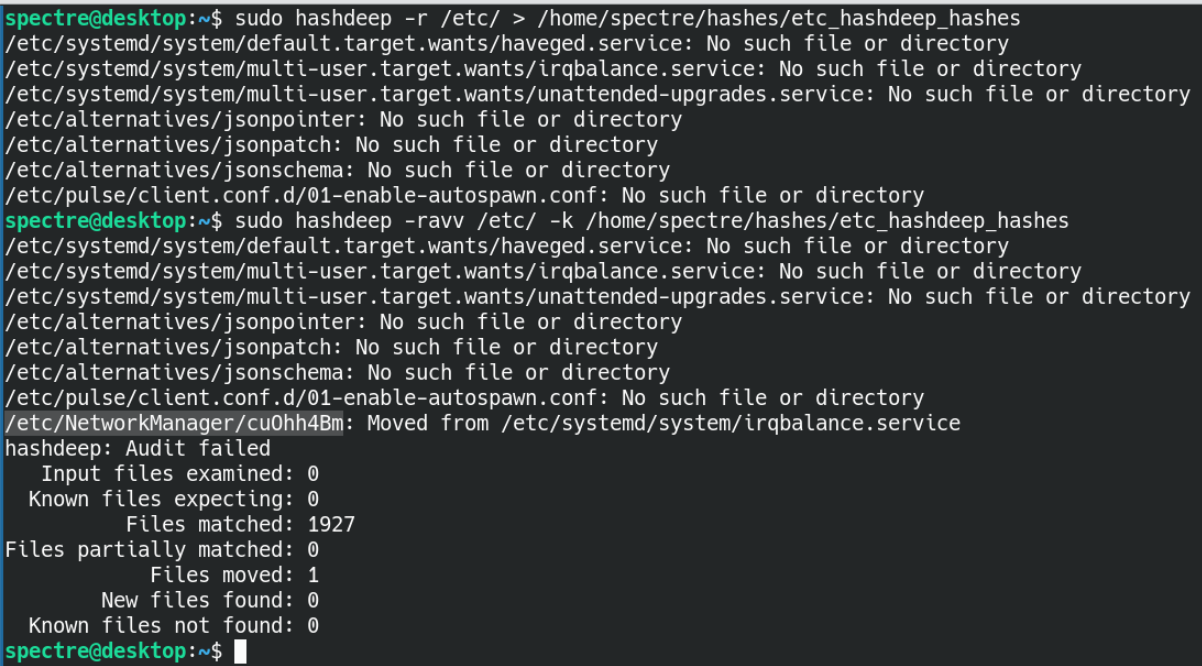 spectre@desktop:~$ sudo hashdeep -r /etc/ > /home/spectre/hashes/etc_hashdeep_hashes
/etc/systemd/system/default.target.wants/haveged.service: No such file or directory
/etc/systemd/system/multi-user.target.wants/irqbalance.service: No such file or directory
/etc/systemd/system/multi-user.target.wants/unattended-upgrades.service: No such file or directory
/etc/alternatives/jsonpointer: No such file or directory
/etc/alternatives/jsonpatch: No such file or directory
/etc/alternatives/jsonschema: No such file or directory
/etc/pulse/client.conf.d/01-enable-autospawn.conf: No such file or directory
spectre@desktop:~$ sudo hashdeep -ravv /etc/ -k /home/spectre/hashes/etc_hashdeep_hashes
/etc/systemd/system/default.target.wants/haveged.service: No such file or directory
/etc/systemd/system/multi-user.target.wants/irqbalance.service: No such file or directory
/etc/systemd/system/multi-user.target.wants/unattended-upgrades.service: No such file or directory
/etc/alternatives/jsonpointer: No such file or directory
/etc/alternatives/jsonpatch: No such file or directory
/etc/alternatives/jsonschema: No such file or directory
/etc/pulse/client.conf.d/01-enable-autospawn.conf: No such file or directory
/etc/NetworkManager/cuOhh4Bm: Moved from /etc/systemd/system/irqbalance.service
hashdeep: Audit failed
   Input files examined: 0
  Known files expecting: 0
          Files matched: 1927
Files partially matched: 0
            Files moved: 1
        New files found: 0
  Known files not found: 0
spectre@desktop:~$